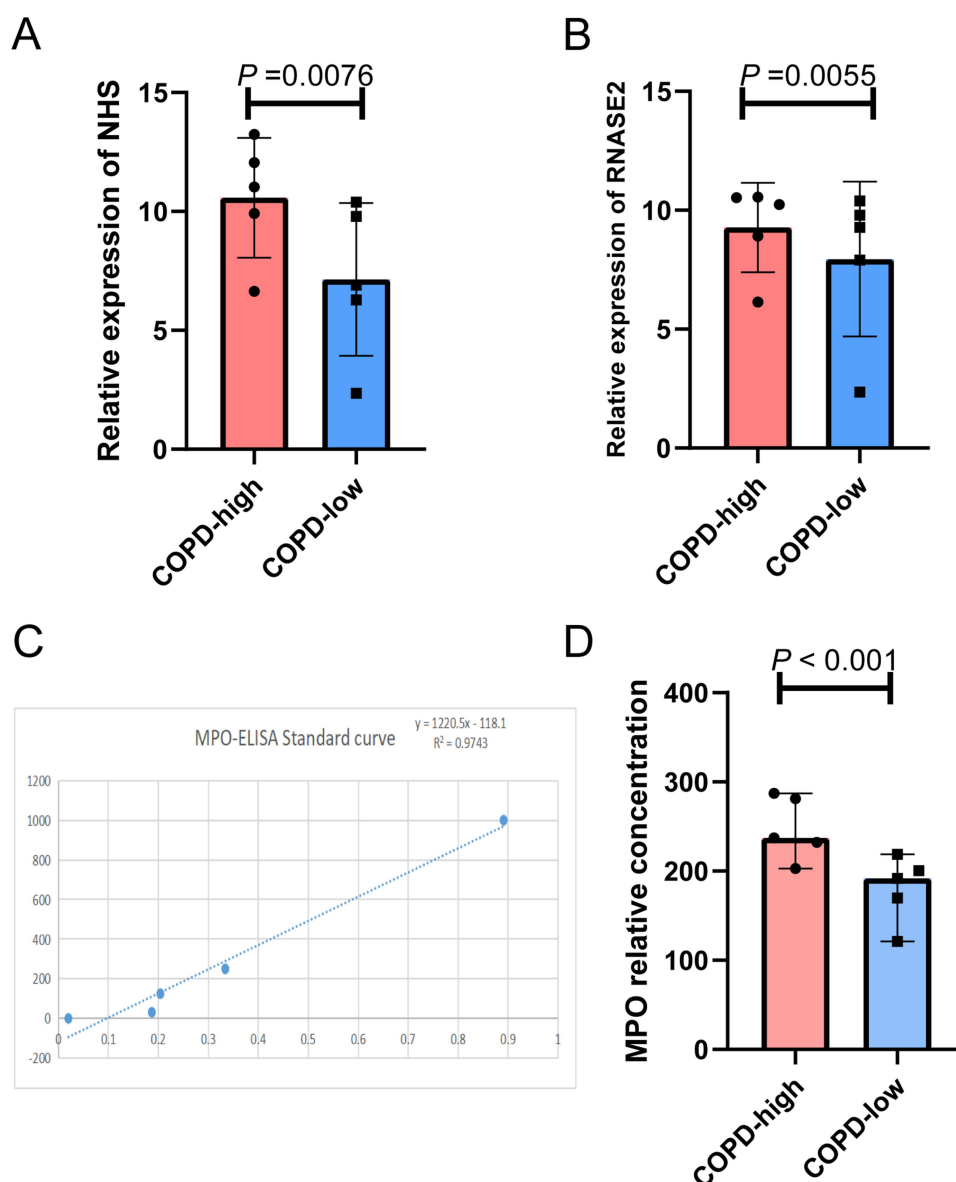 A
P =0.0076
Relative expression of NHS
15
10
5
0
COPD-high
COPD-low
B
P =0.0055
Relative expression of RNASE2
15
10
5
0
COPD-high
COPD-low
C
MPO-ELISA Standard curve
y = 1220.5x - 118.1
R² = 0.9743
1200
1000
800
600
400
200
0
-200
0 0.1 0.2 0.3 0.4 0.5 0.6 0.7 0.8 0.9 1
D
P < 0.001
MPO relative concentration
400
300
200
100
0
COPD-high
COPD-low